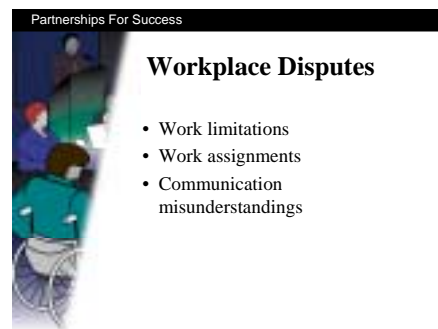 Partnerships For Success
Workplace Disputes
• Work limitations
• Work assignments
• Communication
misunderstandings